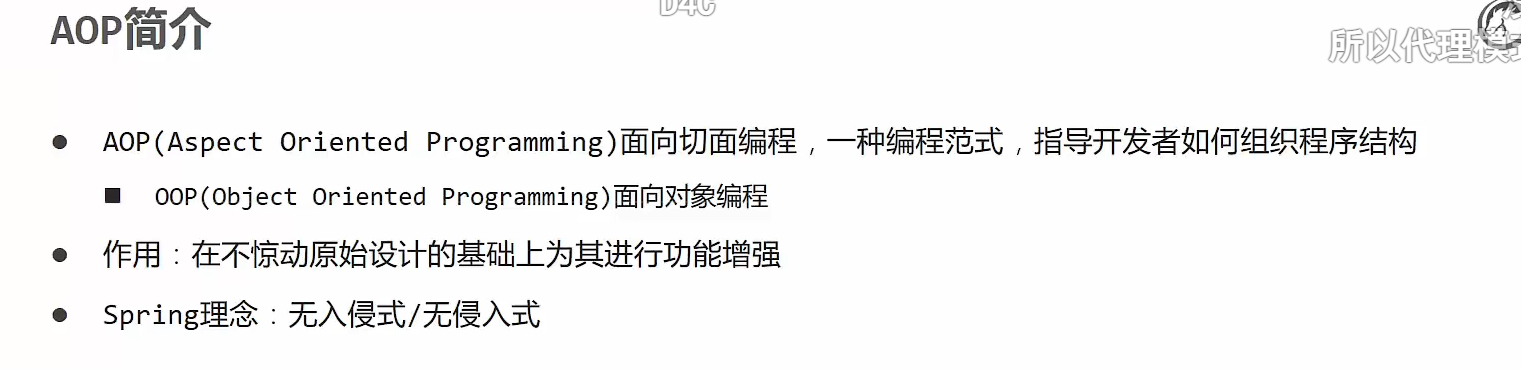 D4C
AOP简介
所以代理模式
AOP(Aspect Oriented Programming)面向切面编程，一种编程范式，指导开发者如何组织程序结构
OOP(Object Oriented Programming)面向对象编程
作用：在不惊动原始设计的基础上为其进行功能增强
Spring理念：无入侵式/无侵入式